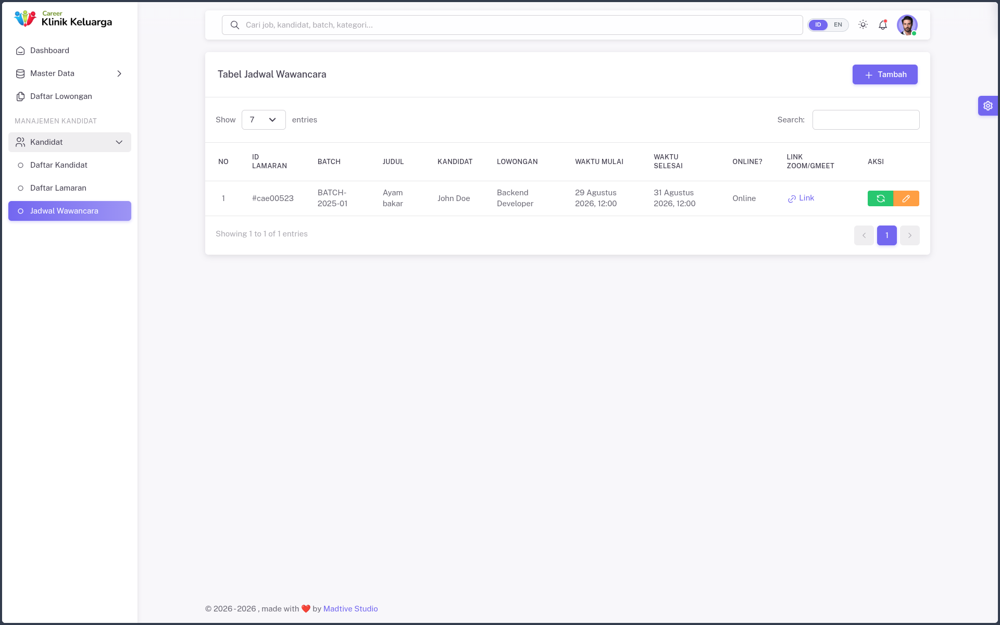 Career
Klinik Keluarga
Dashboard
Master Data
Daftar Lowongan
MANAJEMEN KANDIDAT
Kandidat
Daftar Kandidat
Daftar Lamaran
Jadwal Wawancara
Cari job, kandidat, batch, kategori...
ID EN
Tabel Jadwal Wawancara
Tambah
Show 7 entries
Search:
NO ID LAMARAN BATCH JUDUL KANDIDAT LOWONGAN WAKTU MULAI WAKTU SELESAI ONLINE? LINK ZOOM/GMEET AKSI
1 #cae00523 BATCH-2025-01 Ayam bakar John Doe Backend Developer 29 Agustus 2026, 12:00 31 Agustus 2026, 12:00 Online Link
Showing 1 to 1 of 1 entries
1
© 2026 - 2026 , made with ❤️ by Madtive Studio